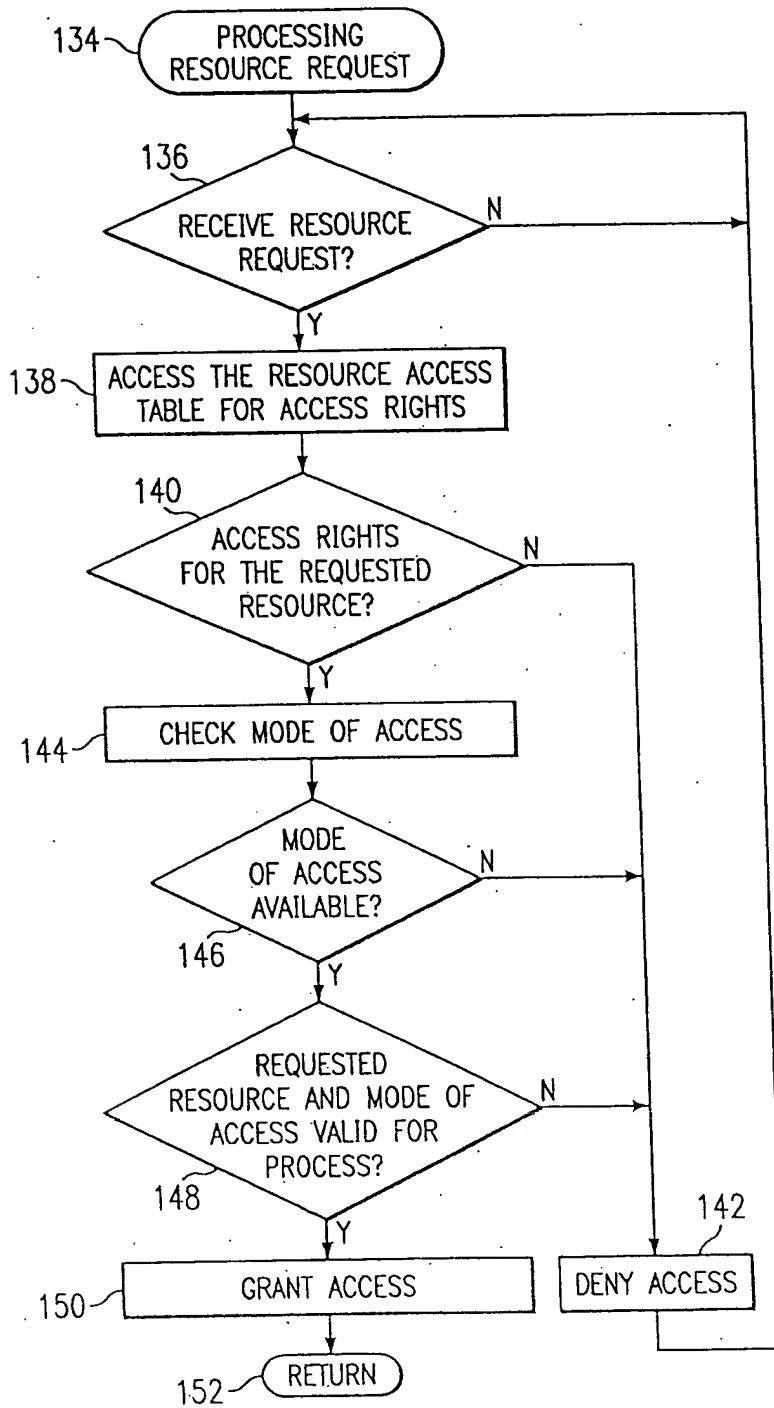 134
PROCESSING
RESOURCE REQUEST
136
RECEIVE RESOURCE
REQUEST?
N
Y
138
ACCESS THE RESOURCE ACCESS
TABLE FOR ACCESS RIGHTS
140
ACCESS RIGHTS
FOR THE REQUESTED
RESOURCE?
N
Y
144
CHECK MODE OF ACCESS
MODE
OF ACCESS
AVAILABLE?
N
146
Y
REQUESTED
RESOURCE AND MODE OF
ACCESS VALID FOR
PROCESS?
N
148
Y
142
150
GRANT ACCESS
DENY ACCESS
152
RETURN